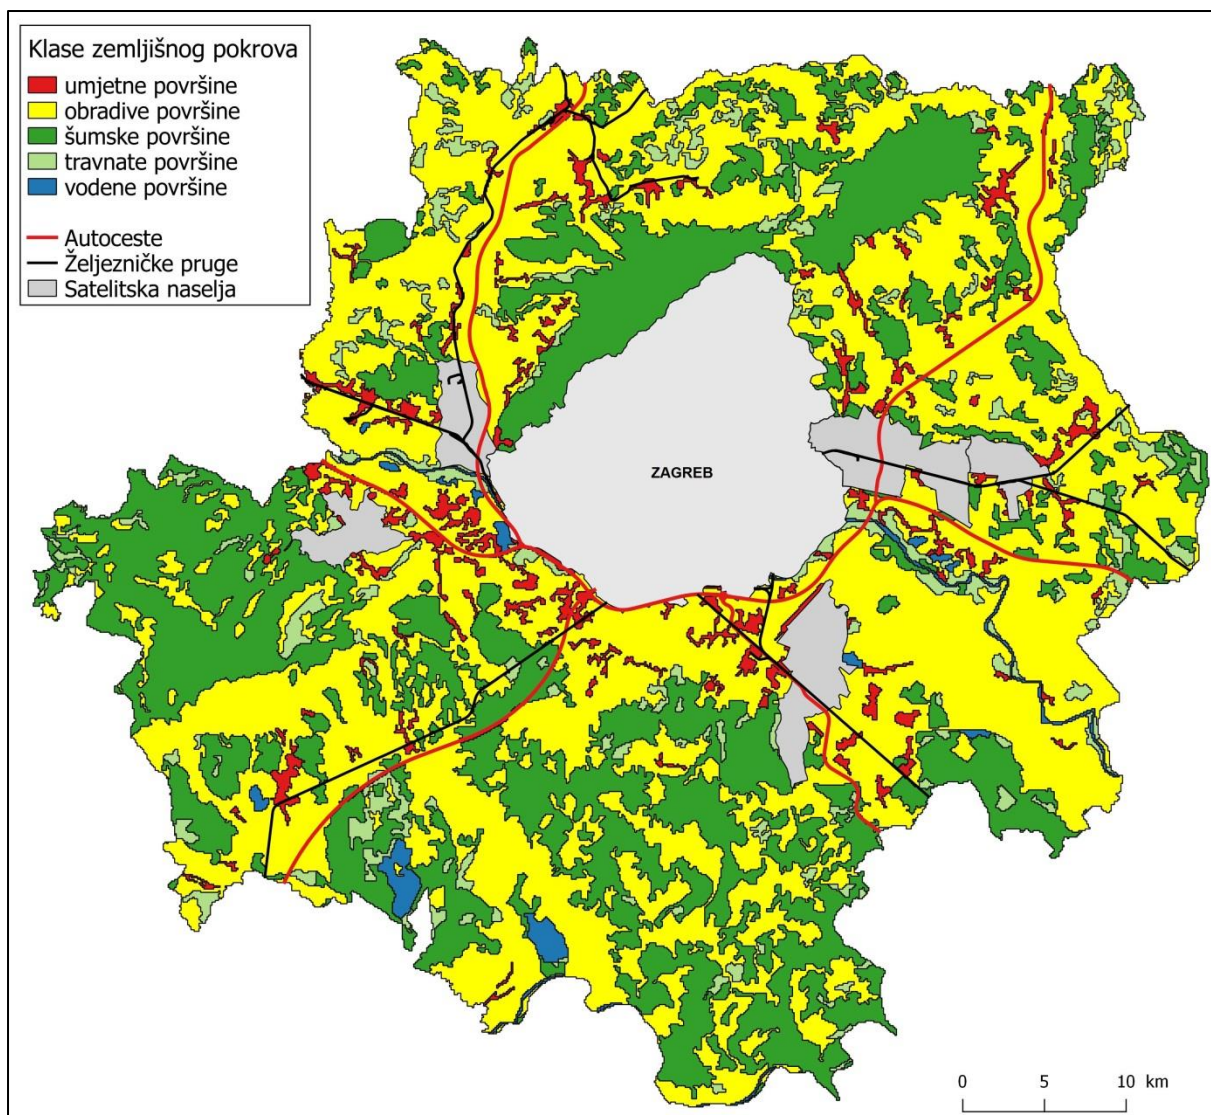 Klase zemljišnog pokrova
umjetne površine
obradive površine
šumske površine
travnate površine
vodene površine
Autoceste
Željezničke pruge
Satelitska naselja
ZAGREB
0 5 10 km